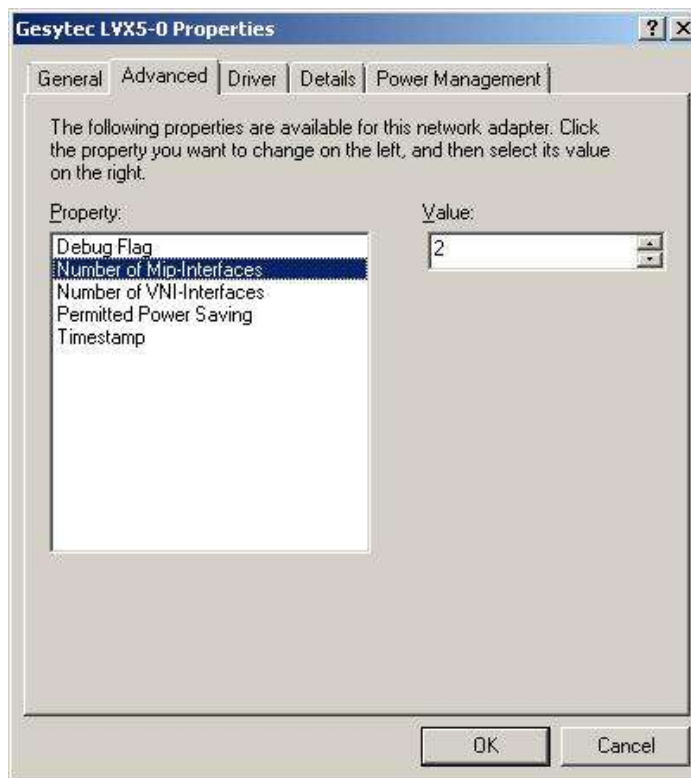 Gesytec LVX5-0 Properties
General Advanced Driver Details Power Management
The following properties are available for this network adapter. Click
the property you want to change on the left, and then select its value
on the right.
Property:
Value:
Debug Flag
2
Number of Mip-Interfaces
Number of VNI-Interfaces
Permitted Power Saving
Timestamp
OK Cancel